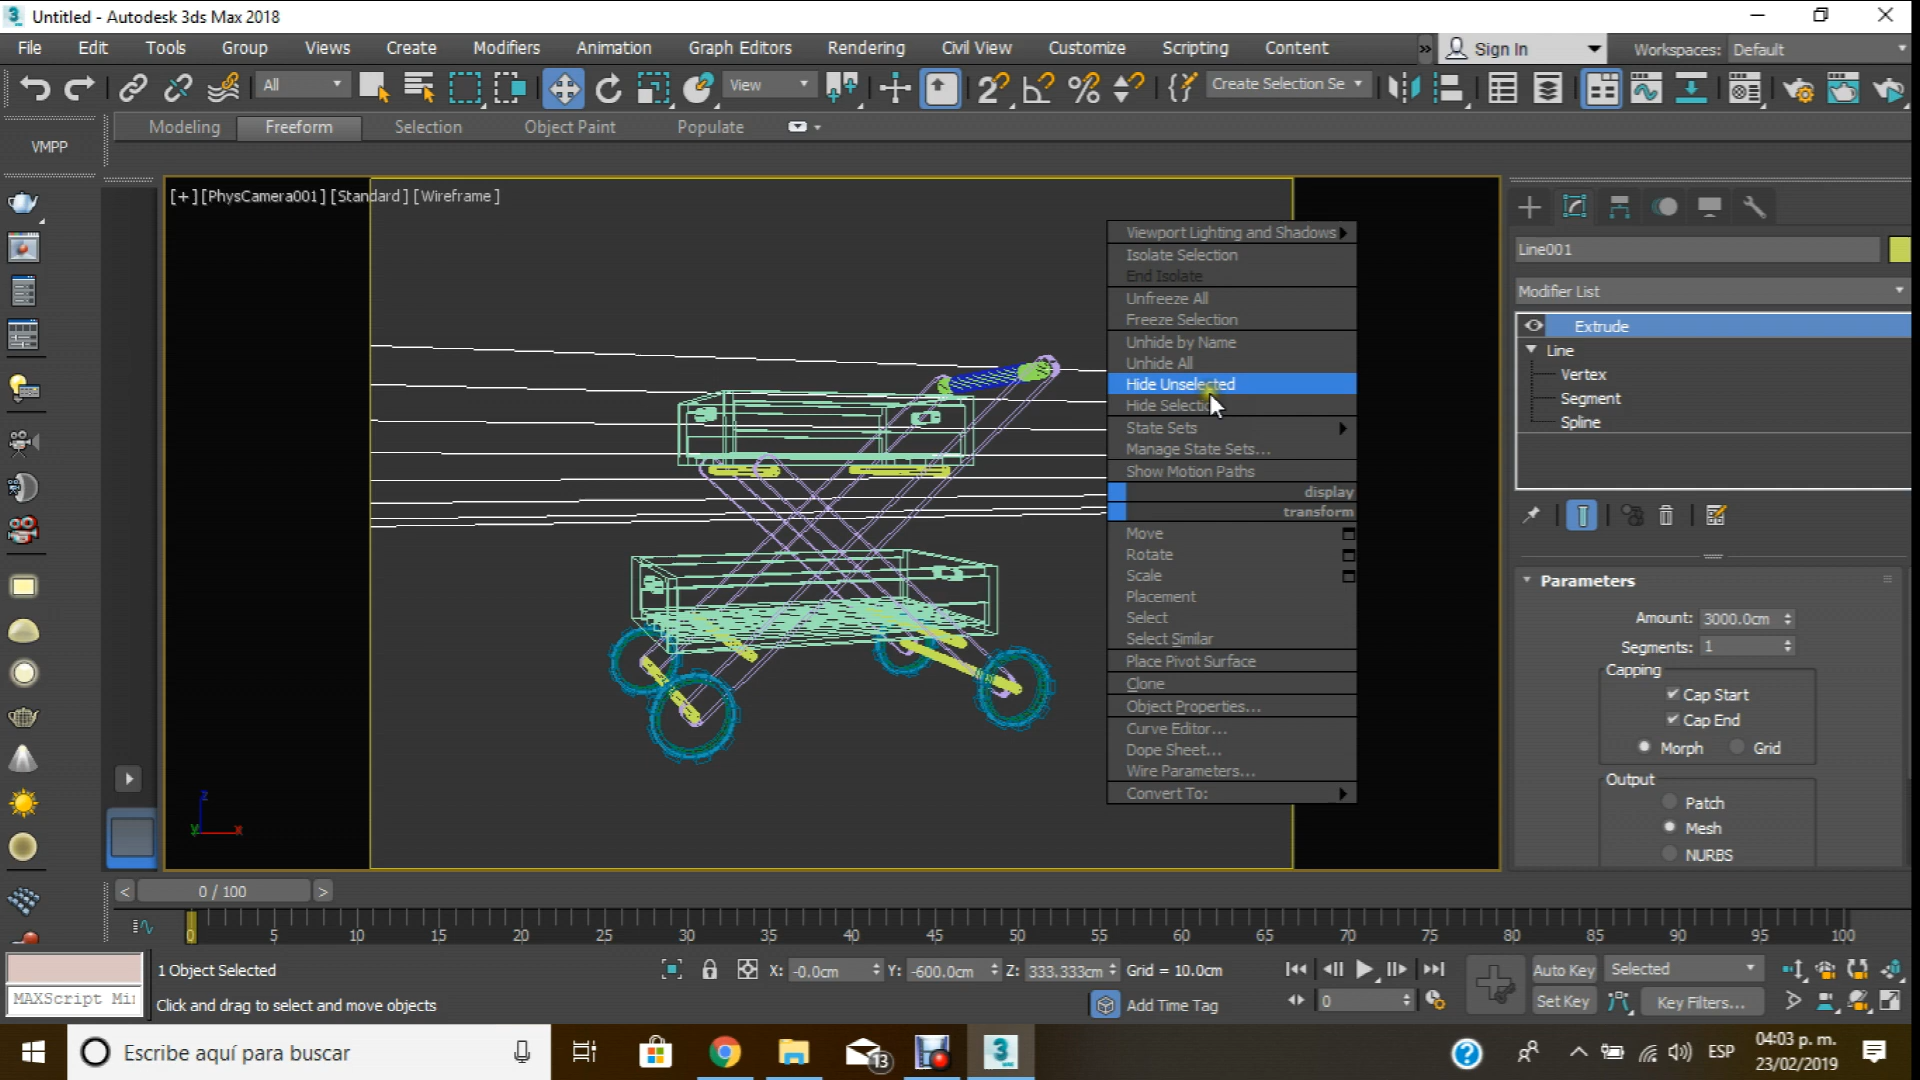 Untitled - Autodesk 3ds Max 2018
File Edit Tools Group Views Create Modifiers Animation Graph Editors Rendering Civil View Customize Scripting Content
Sign In
Workspaces: Default
All
View
Create Selection Se
Modeling Freeform Selection Object Paint Populate
VMPP
[+][PhysCamera001][Standard][Wireframe]
Viewport Lighting and Shadows
Isolate Selection
End Isolate
Unfreeze All
Freeze Selection
Unhide by Name
Unhide All
Hide Unselected
Hide Selection
State Sets
Manage State Sets...
Show Motion Paths
display
transform
Move
Rotate
Scale
Placement
Select
Select Similar
Place Pivot Surface
Clone
Object Properties...
Curve Editor...
Dope Sheet...
Wire Parameters...
Convert To:
Line001
Modifier List
Extrude
Line
Vertex
Segment
Spline
Parameters
Amount: 3000.0cm
Segments: 1
Capping
Cap Start
Cap End
Morph Grid
Output
Patch
Mesh
NURBS
z
y x
< 0 / 100 >
0 5 10 15 20 25 30 35 40 45 50 55 60 65 70 75 80 85 90 95 100
1 Object Selected
X: -0.0cm Y: -600.0cm Z: 333.333cm Grid = 10.0cm
Auto Key Selected
MAXScript Mi
Click and drag to select and move objects
Add Time Tag
0
Set Key Key Filters...
Escribe aquí para buscar
13
3
ESP
04:03 p. m.
23/02/2019